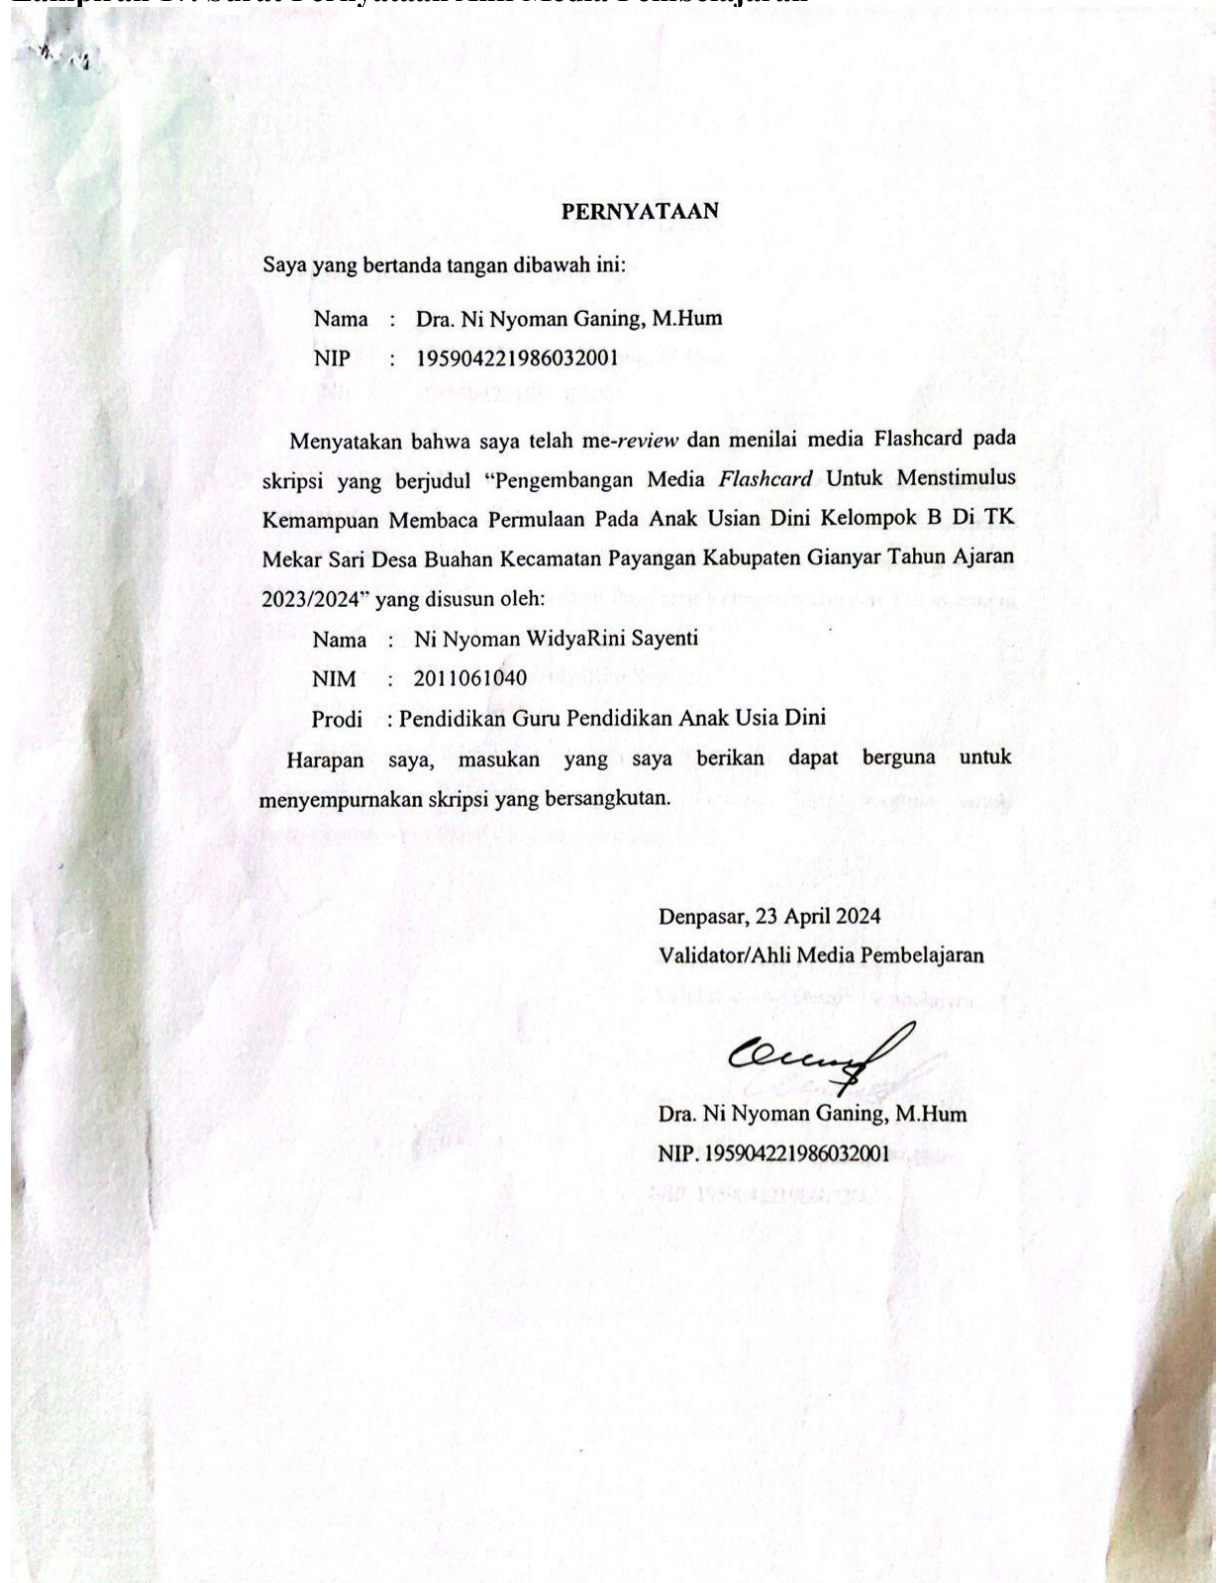 Surat Pernyataan Ahli Media Pembelajaran
PERNYATAAN
Saya yang bertanda tangan dibawah ini:
Nama : Dra. Ni Nyoman Ganing, M.Hum
NIP : 195904221986032001
Menyatakan bahwa saya telah me-review dan menilai media Flashcard pada
skripsi yang berjudul “Pengembangan Media Flashcard Untuk Menstimulus
Kemampuan Membaca Permulaan Pada Anak Usian Dini Kelompok B Di TK
Mekar Sari Desa Buahan Kecamatan Payangan Kabupaten Gianyar Tahun Ajaran
2023/2024” yang disusun oleh:
Nama : Ni Nyoman WidyaRini Sayenti
NIM : 2011061040
Prodi : Pendidikan Guru Pendidikan Anak Usia Dini
Harapan saya, masukan yang saya berikan dapat berguna untuk
menyempurnakan skripsi yang bersangkutan.
Denpasar, 23 April 2024
Validator/Ahli Media Pembelajaran
Dra. Ni Nyoman Ganing, M.Hum
NIP. 195904221986032001